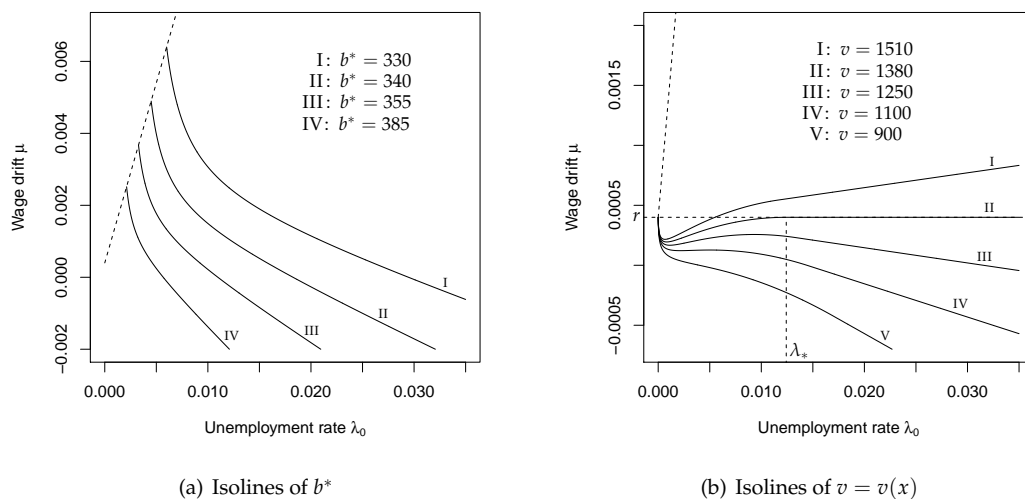 I: b* = 330
II: b* = 340
III: b* = 355
IV: b* = 385
I
II
III
IV
Wage drift μ
0.006
0.004
0.002
0.000
−0.002
0.000
0.010
0.020
0.030
Unemployment rate λ₀
(a) Isolines of b*
I: v = 1510
II: v = 1380
III: v = 1250
IV: v = 1100
V: v = 900
I
II
III
IV
V
r
λ*
Wage drift μ
0.0015
0.0005
−0.0005
0.000
0.010
0.020
0.030
Unemployment rate λ₀
(b) Isolines of v = v(x)